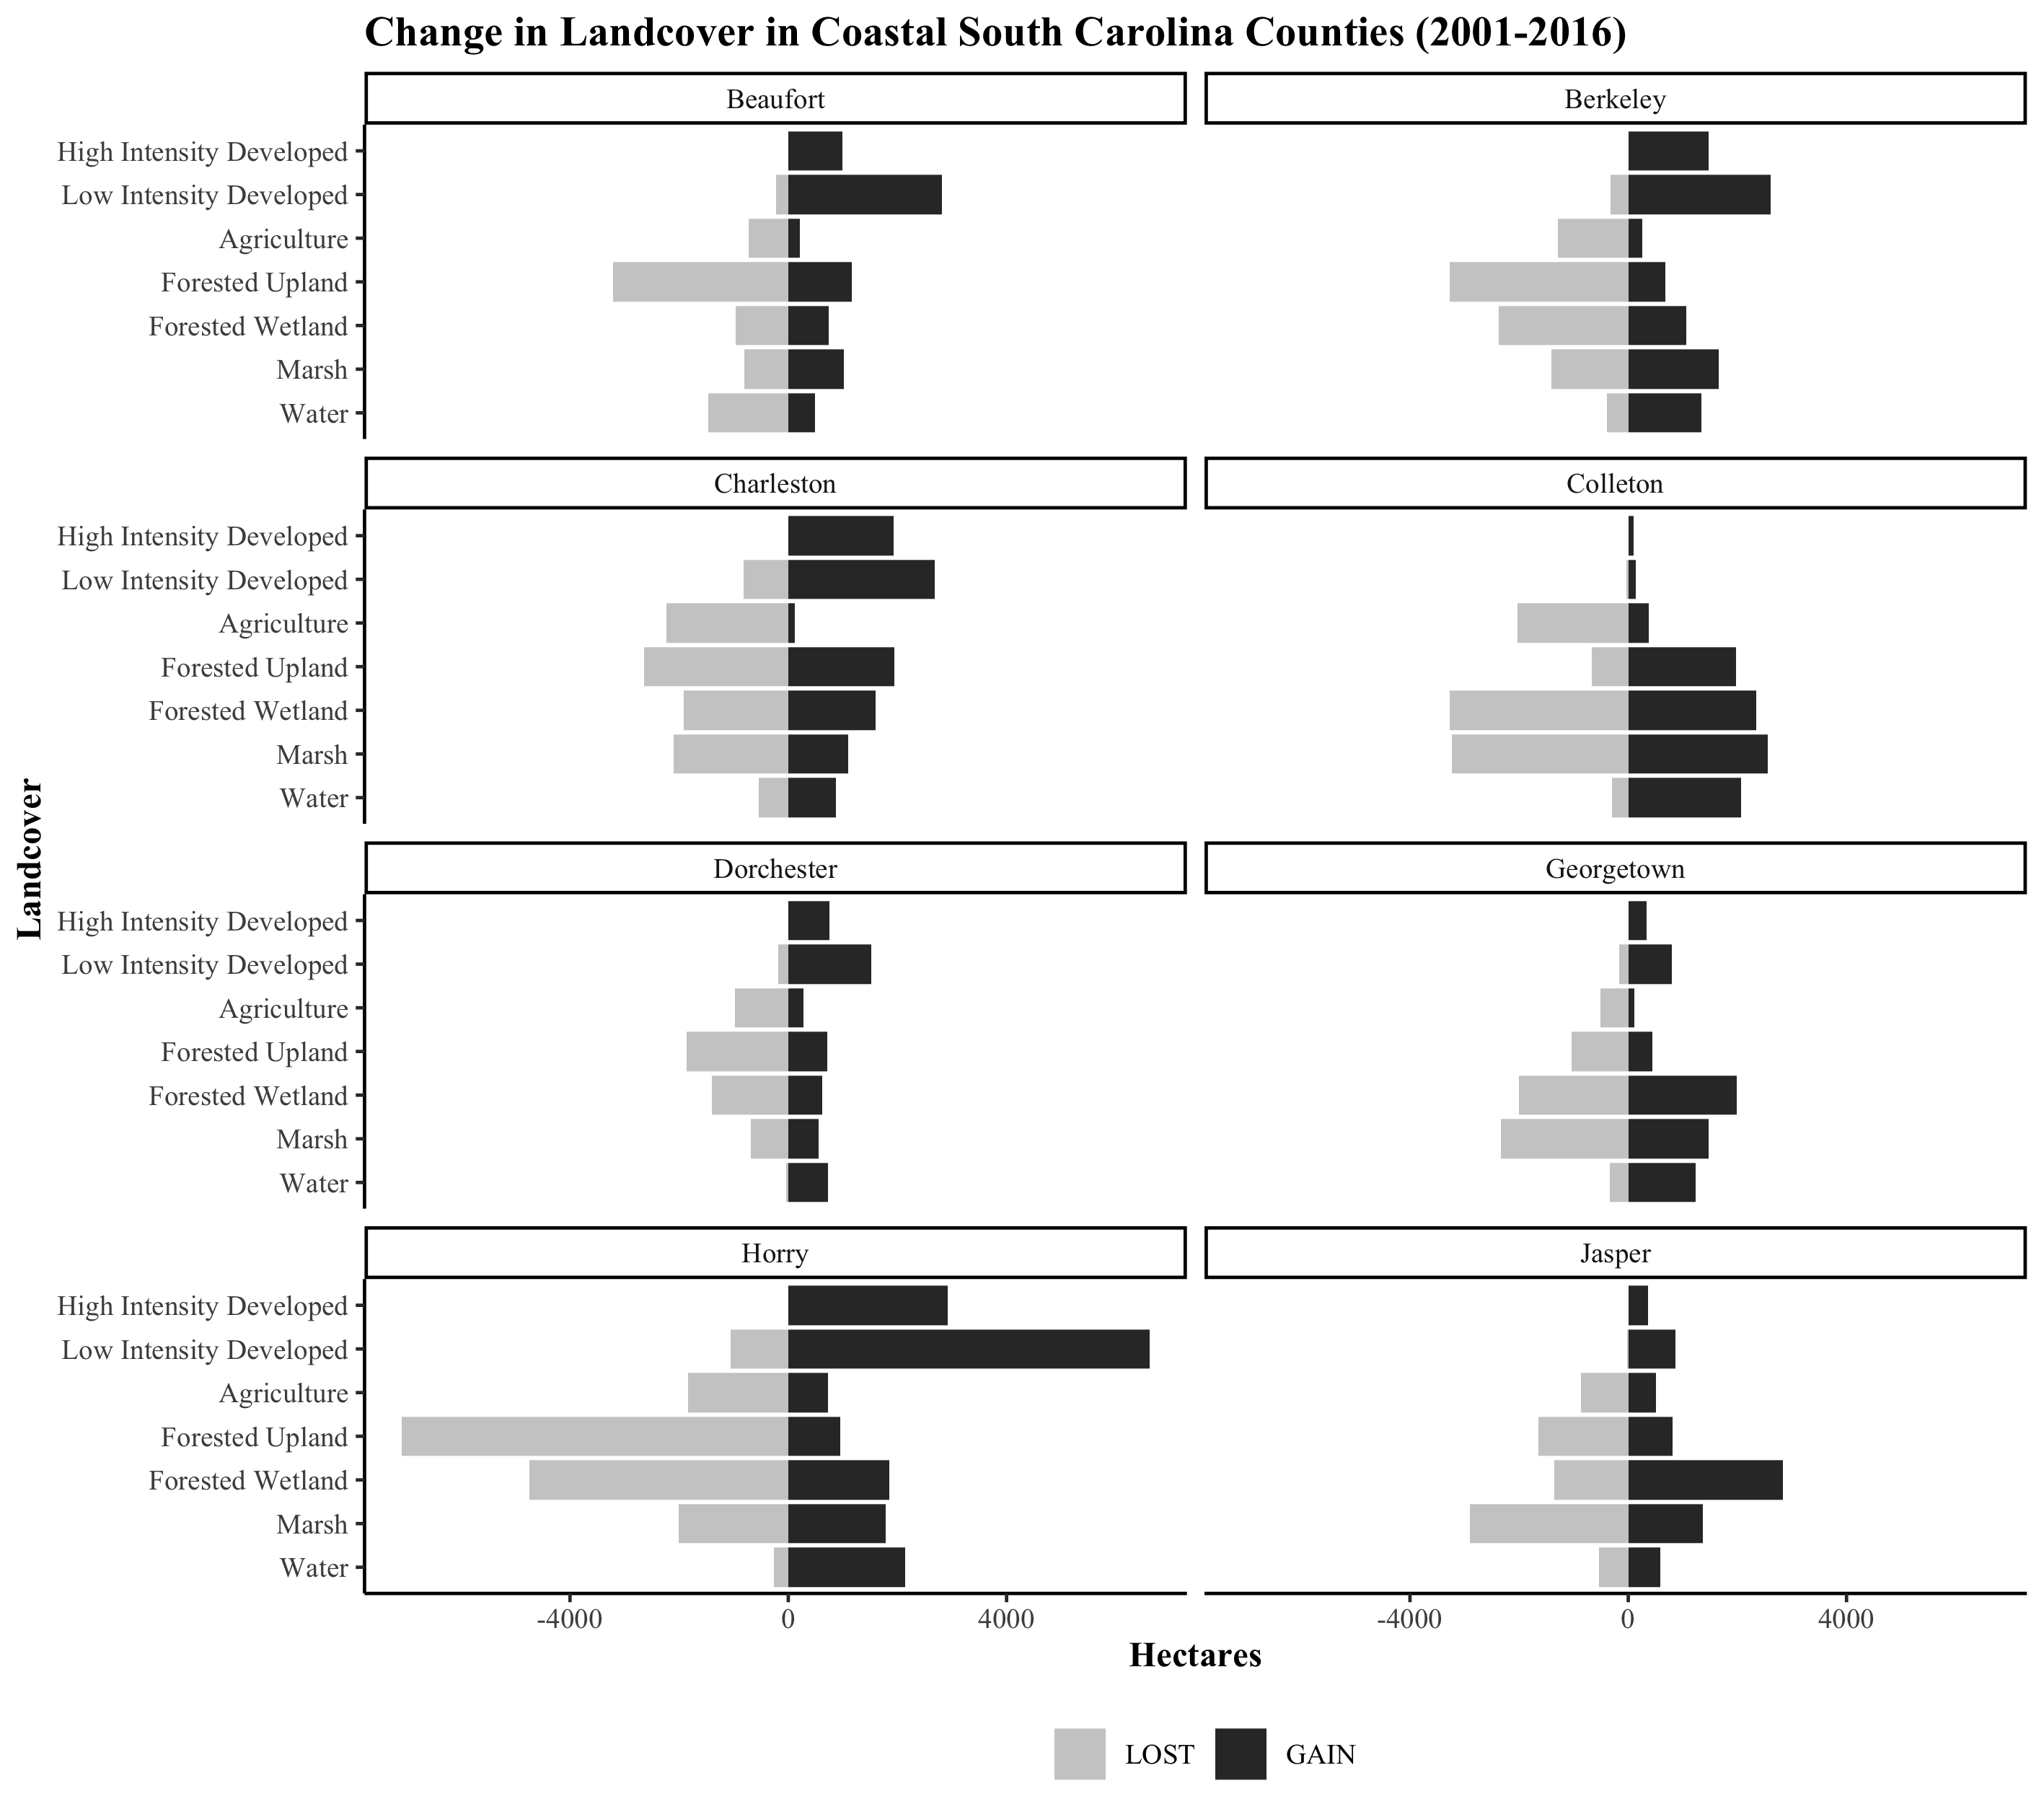 Change in Landcover in Coastal South Carolina Counties (2001-2016)
Beaufort
Berkeley
High Intensity Developed
Low Intensity Developed
Agriculture
Forested Upland
Forested Wetland
Marsh
Water
Charleston
Colleton
High Intensity Developed
Low Intensity Developed
Agriculture
Forested Upland
Forested Wetland
Marsh
Water
Landcover
Dorchester
Georgetown
High Intensity Developed
Low Intensity Developed
Agriculture
Forested Upland
Forested Wetland
Marsh
Water
Horry
Jasper
High Intensity Developed
Low Intensity Developed
Agriculture
Forested Upland
Forested Wetland
Marsh
Water
-4000 0 4000
-4000 0 4000
Hectares
LOST GAIN